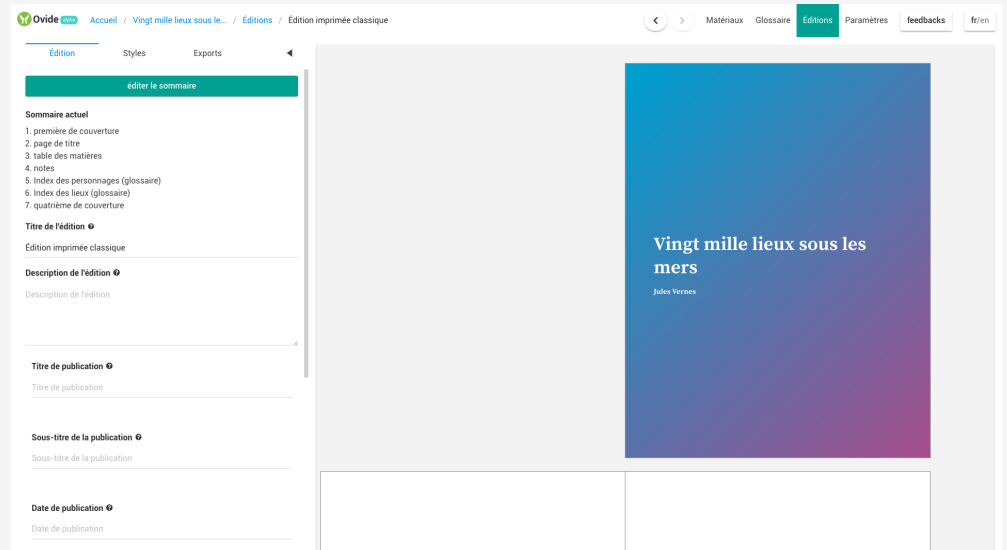 Ovide alpha Accueil / Vingt mille lieux sous le... / Éditions / Édition imprimée classique
Matériaux Glossaire Éditions Paramètres feedbacks fr/en
Édition Styles Exports
éditer le sommaire
Sommaire actuel
1. première de couverture
2. page de titre
3. table des matières
4. notes
5. Index des personnages (glossaire)
6. Index des lieux (glossaire)
7. quatrième de couverture
Titre de l'édition
Édition imprimée classique
Description de l'édition
Description de l'édition
Titre de publication
Titre de publication
Sous-titre de la publication
Sous-titre de la publication
Date de publication
Date de publication
Vingt mille lieux sous les
mers
Jules Vernes